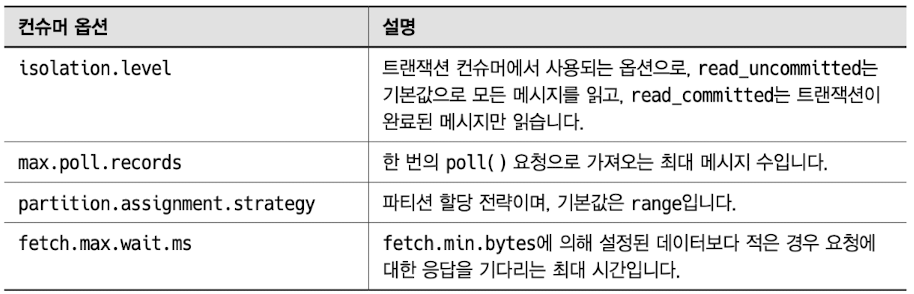 컨슈머 옵션 설명
isolation.level 트랜잭션 컨슈머에서 사용되는 옵션으로, read_uncommitted는
기본값으로 모든 메시지를 읽고, read_committed는 트랜잭션이
완료된 메시지만 읽습니다.
max.poll.records 한 번의 poll() 요청으로 가져오는 최대 메시지 수입니다.
partition.assignment.strategy 파티션 할당 전략이며, 기본값은 range입니다.
fetch.max.wait.ms fetch.min.bytes에 의해 설정된 데이터보다 적은 경우 요청에
대한 응답을 기다리는 최대 시간입니다.